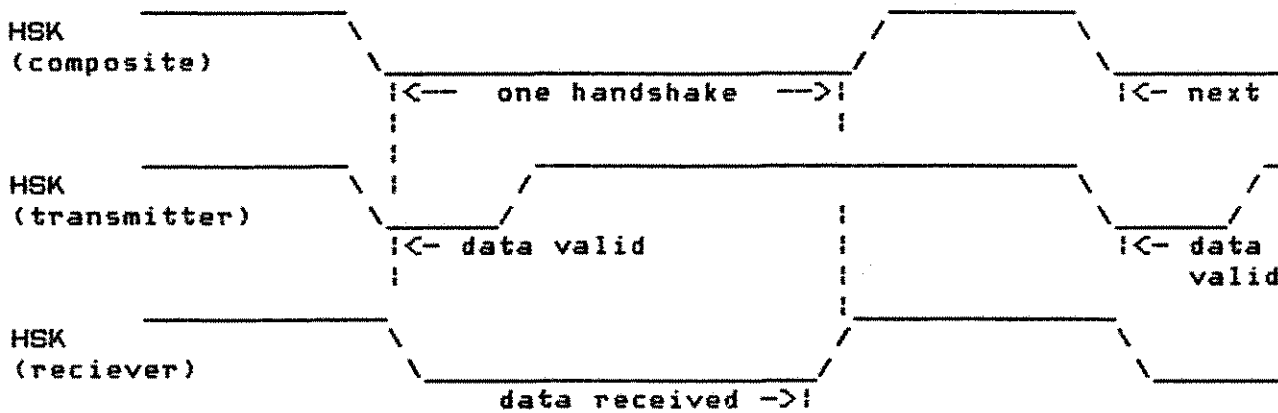 HSK
(composite)
|<-- one handshake -->|
|<- next
HSK
(transmitter)
|<- data valid
|<- data
valid
HSK
(reciever)
data received ->|